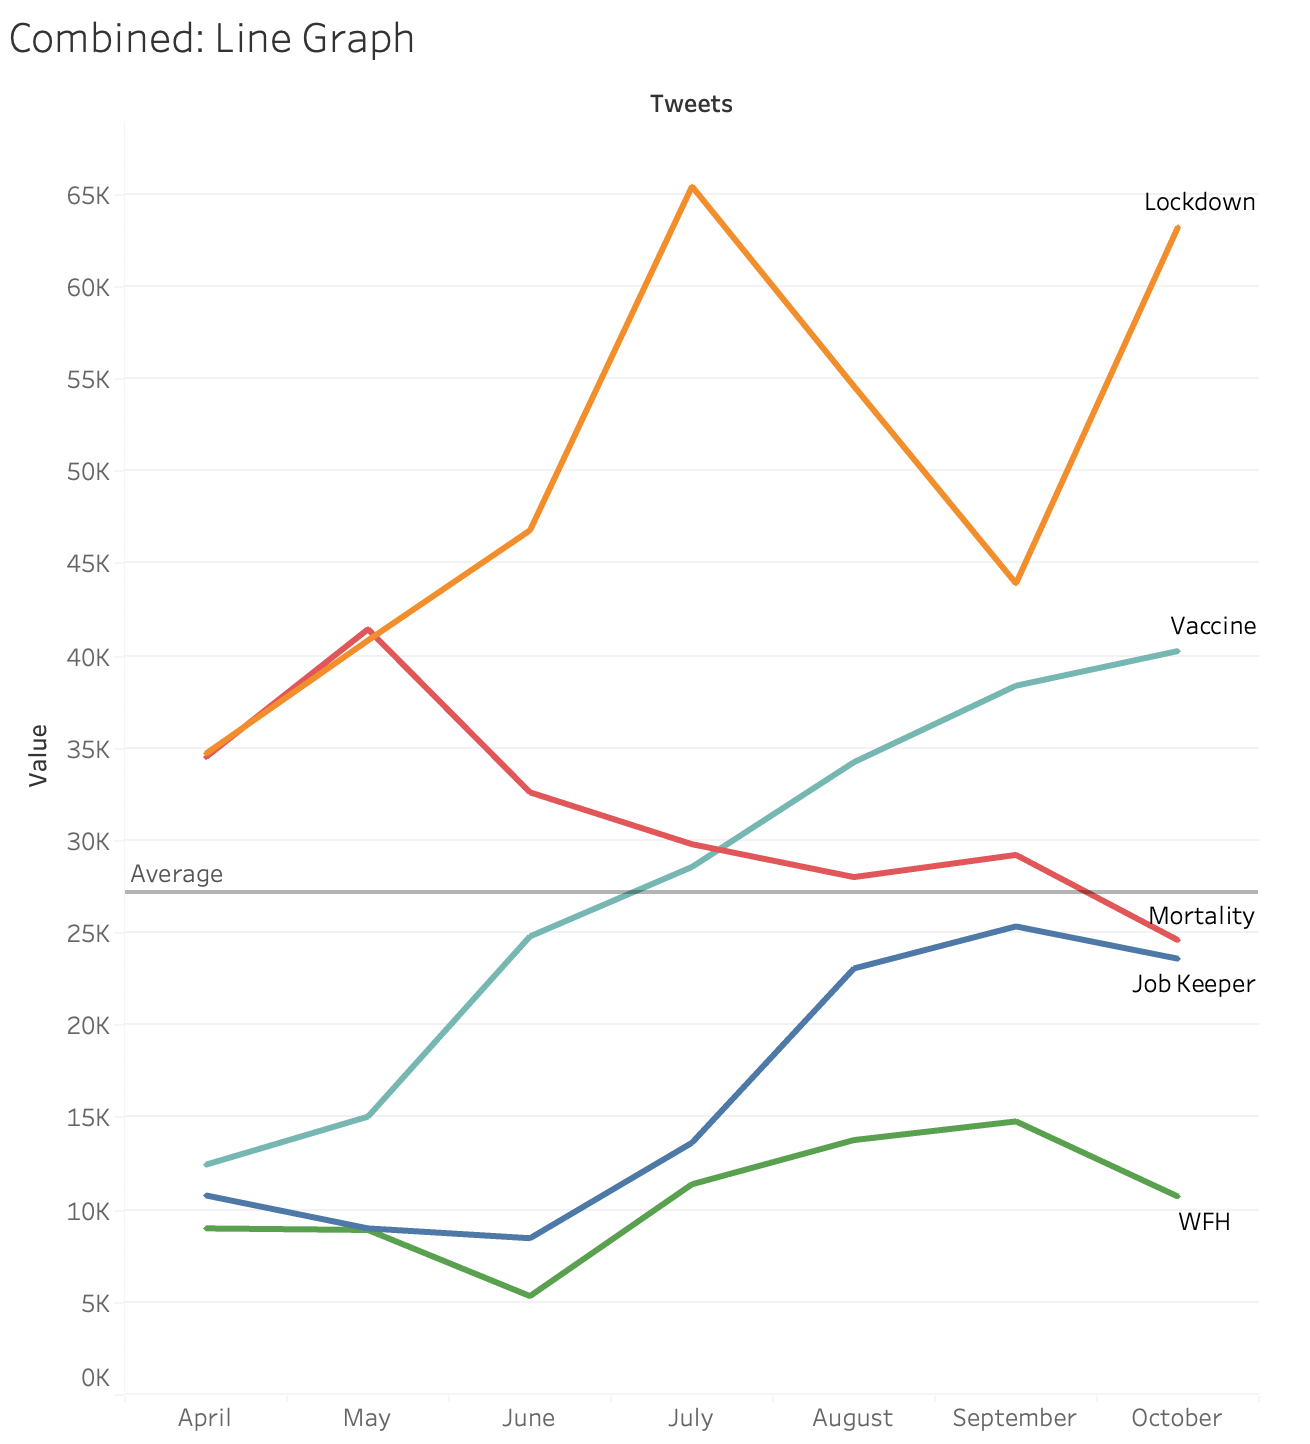 Combined: Line Graph
Tweets
65K
Lockdown
60K
55K
50K
45K
Vaccine
40K
Value
35K
30K
Average
Mortality
25K
Job Keeper
20K
15K
10K
WFH
5K
0K
April May June July August September October